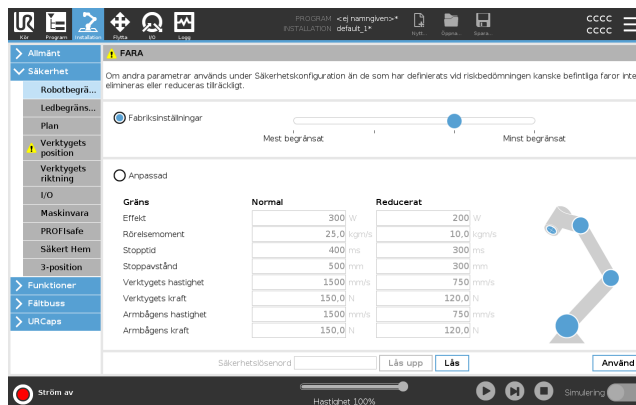 PROGRAM <ej namngiven>*
INSTALLATION default_1*
Kör Program Installation Flytta I/O Logg
Nytt... Öppna... Spara...
cccc
cccc
Allmänt
Säkerhet
Robotbegrä...
Ledbegräns...
Plan
Verktygets
position
Verktygets
riktning
I/O
Maskinvara
PROFIsafe
Säkert Hem
3-position
Funktioner
Fältbuss
URCaps
FARA
Om andra parametrar används under Säkerhetskonfiguration än de som har definierats vid riskbedömningen kanske befintliga faror inte
elimineras eller reduceras tillräckligt.
Fabriksinställningar
Mest begränsat Minst begränsat
Anpassad
Gräns Normal Reducerat
Effekt 300 W 200 W
Rörelsemoment 25,0 kgm/s 10,0 kgm/s
Stopptid 400 ms 300 ms
Stoppavstånd 500 mm 300 mm
Verktygets hastighet 1500 mm/s 750 mm/s
Verktygets kraft 150,0 N 120,0 N
Armbågens hastighet 1500 mm/s 750 mm/s
Armbågens kraft 150,0 N 120,0 N
Säkerhetslösenord Lås upp Lås Använd
Ström av
Hastighet 100%
Simulering